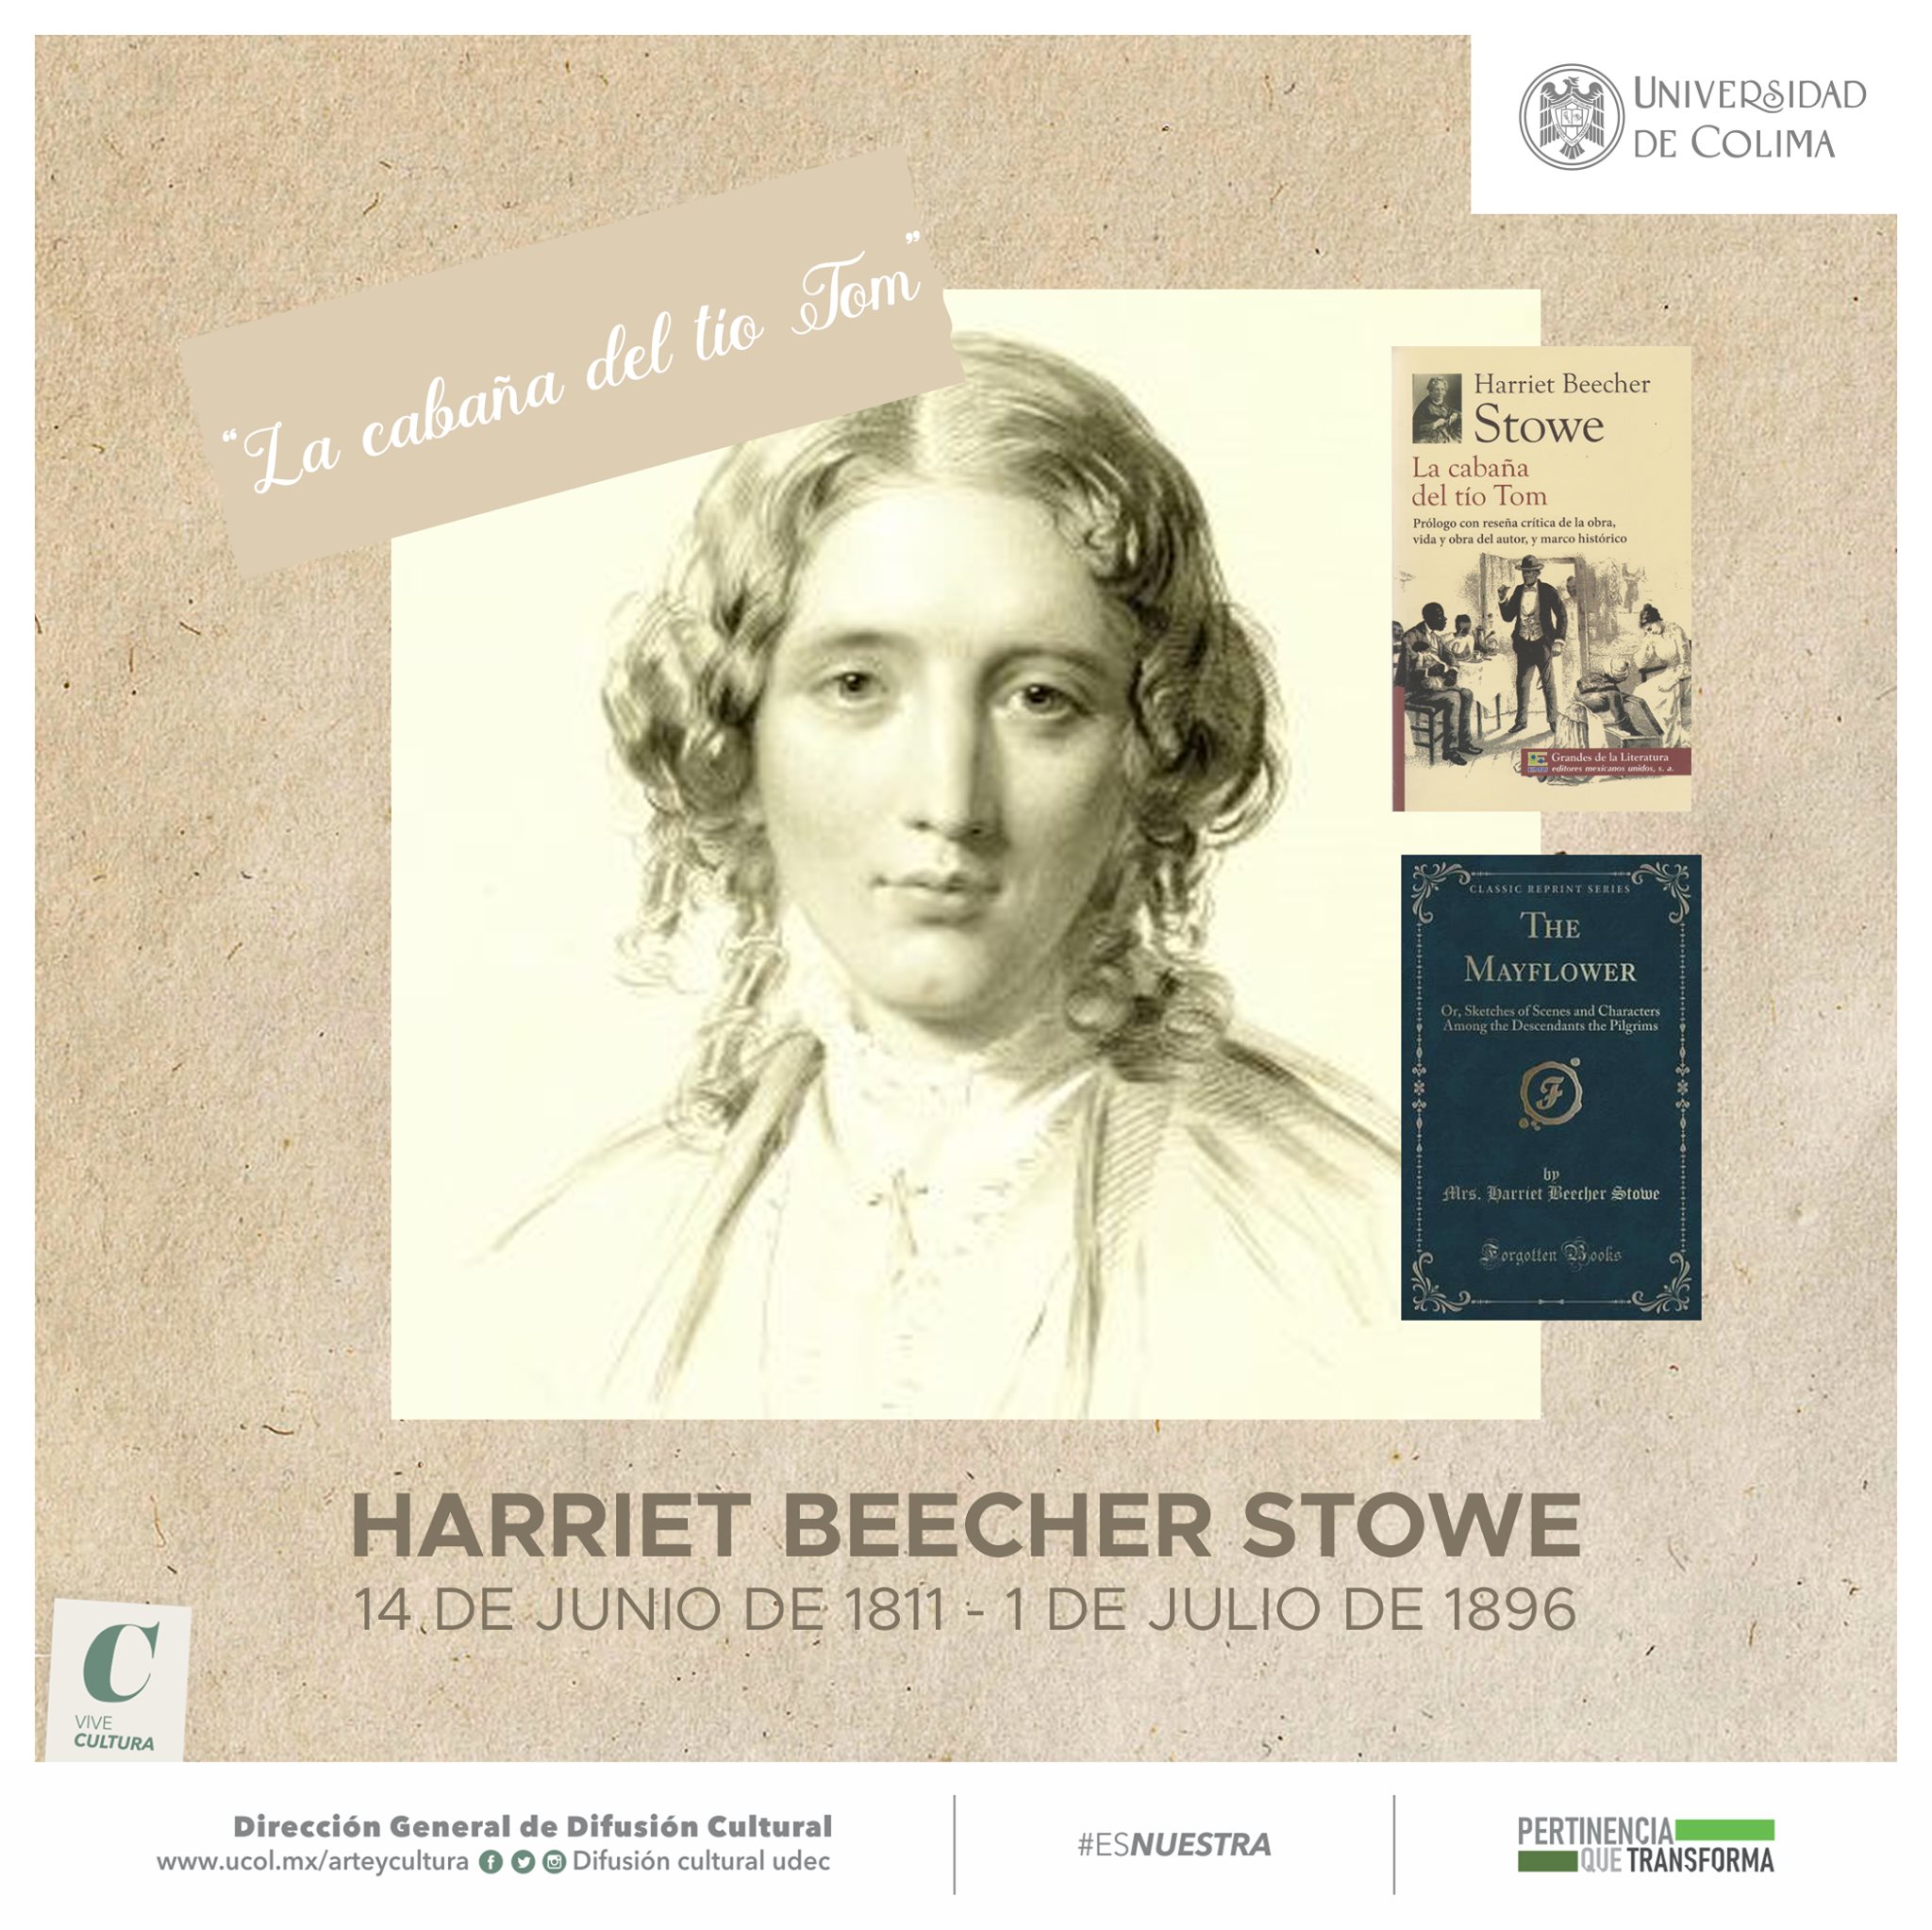 UNIVERSIDAD
DE COLIMA
“La cabaña del tío Tom”
Harriet Beecher
Stowe
La cabaña
del tío Tom
Prólogo con reseña crítica de la obra,
vida y obra del autor, y marco histórico
Grandes de la Literatura
editores mexicanos unidos, s. a.
CLASSIC REPRINT SERIES
THE
MAYFLOWER
Or, Sketches of Scenes and Characters
Among the Descendants the Pilgrims
F
by
Mrs. Harriet Beecher Stowe
Forgotten Books
HARRIET BEECHER STOWE
14 DE JUNIO DE 1811 - 1 DE JULIO DE 1896
C
VIVE
CULTURA
Dirección General de Difusión Cultural
www.ucol.mx/arteycultura Difusión cultural udec
#ESNUESTRA
PERTINENCIA
QUE TRANSFORMA